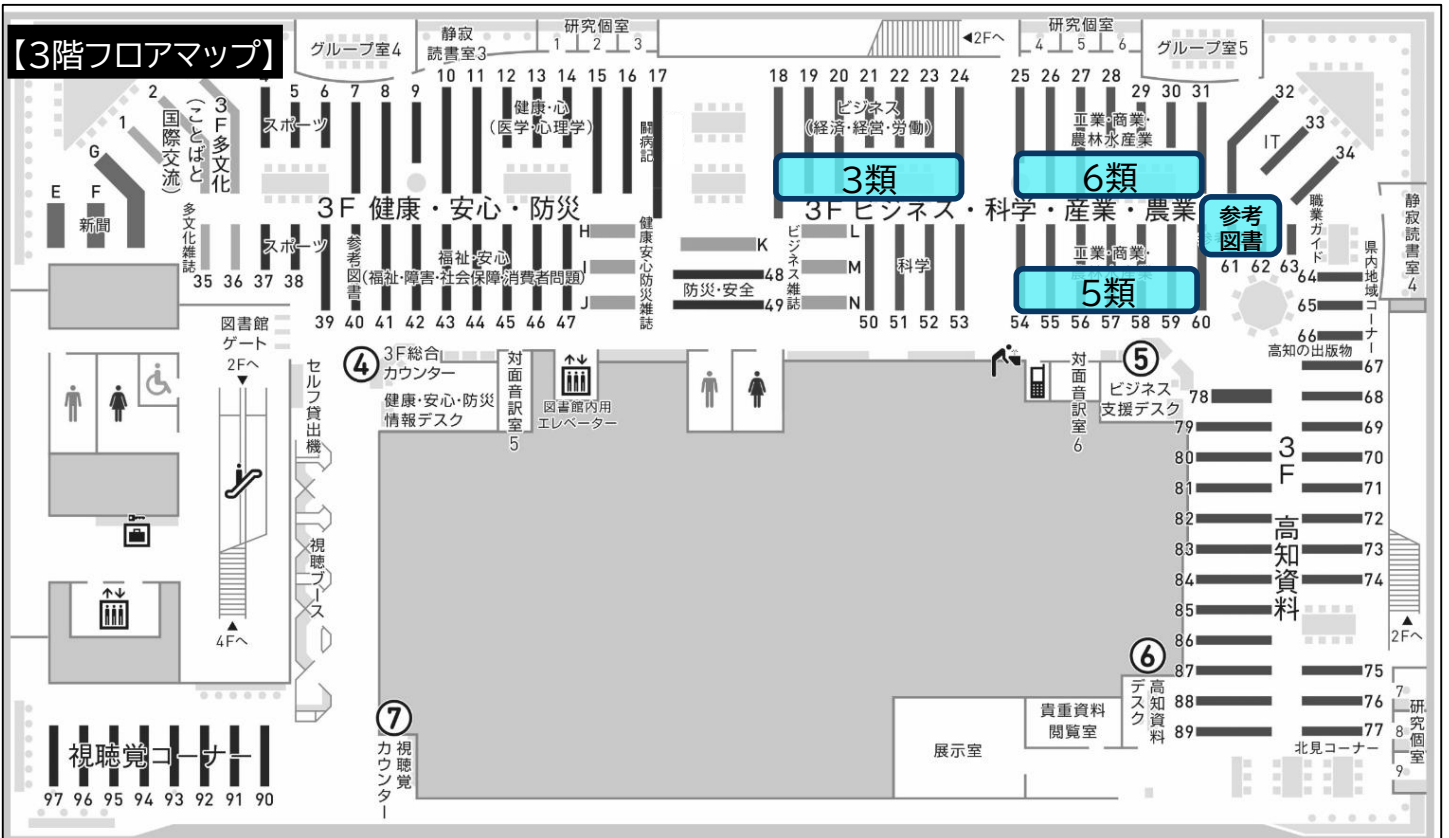 【3階フロアマップ】
グループ室4
静寂
読書室3
研究個室
1 2 3
◀2Fへ
研究個室
4 5 6
グループ室5
5 6 7 8 9 10 11 12 13 14 15 16 17
18 19 20 21 22 23 24
25 26 27 28 29 30 31
32
33
34
IT
E
F
G
新聞
1
2
国際交流
3F多文化
(ことばと)
多文化雑誌
スポーツ
健康・心
(医学・心理学)
闘病記
ビジネス
(経済・経営・労働)
工業・商業・
農林水産業
3類
6類
3F 健康・安心・防災
3F ビジネス・科学・産業・農業
参考
図書
職業ガイド
静寂読書室4
スポーツ
参考図書
福祉・安心
(福祉・障害・社会保障・消費者問題)
H
I
J
健康安心防災雑誌
K
48
防災・安全
49
ビジネス雑誌
L
M
N
科学
工業・商業・
5類
61 62 63
県内地域コーナー
64
65
66
高知の出版物
35 36 37 38
39 40 41 42 43 44 45 46 47
50 51 52 53
54 55 56 57 58 59 60
図書館
ゲート
2Fへ
▼
セルフ貸出機
④
3F総合
カウンター
健康・安心・防災
情報デスク
対面音訳室5
図書館内用
エレベーター
対面音訳室6
⑤
ビジネス
支援デスク
67
68
69
70
71
72
73
74
75
76
77
78
79
80
81
82
83
84
85
86
87
88
89
3F 高知資料
▲
2Fへ
視聴ブース
▲
4Fへ
⑥
高知資料
デスク
貴重資料
閲覧室
展示室
北見コーナー
研究個室
7
8
9
⑦
視聴覚
カウンター
視聴覚コーナー
97 96 95 94 93 92 91 90